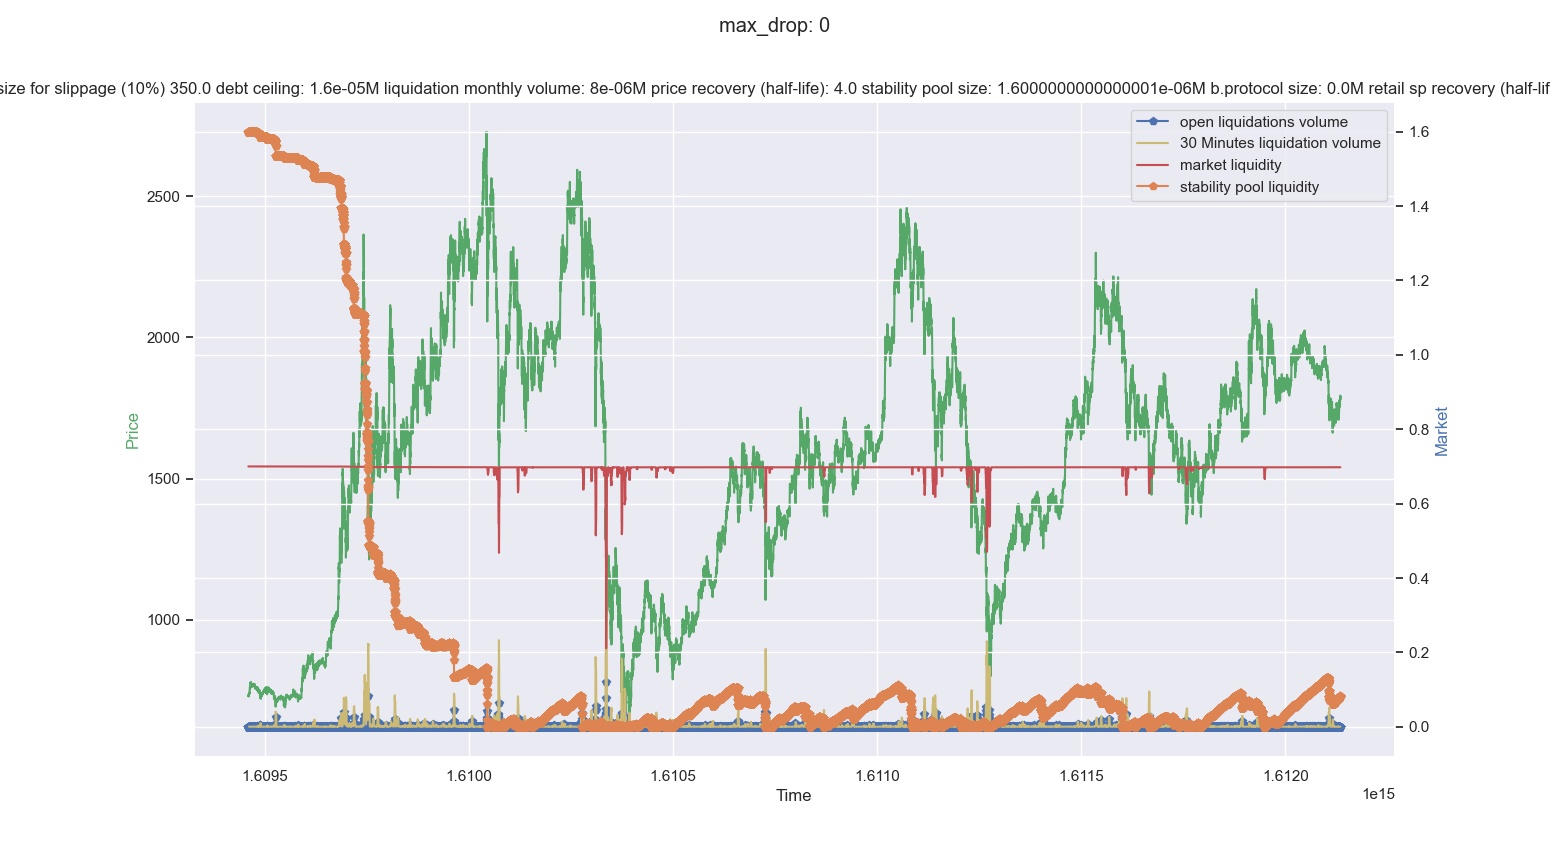 max_drop: 0
size for slippage (10%) 350.0 debt ceiling: 1.6e-05M liquidation monthly volume: 8e-06M price recovery (half-life): 4.0 stability pool size: 1.6000000000000001e-06M b.protocol size: 0.0M retail sp recovery (half-lif
open liquidations volume
30 Minutes liquidation volume
market liquidity
stability pool liquidity
2500
2000
1500
1000
Price
1.6
1.4
1.2
1.0
0.8
0.6
0.4
0.2
0.0
Market
1.6095
1.6100
1.6105
1.6110
1.6115
1.6120
1e15
Time